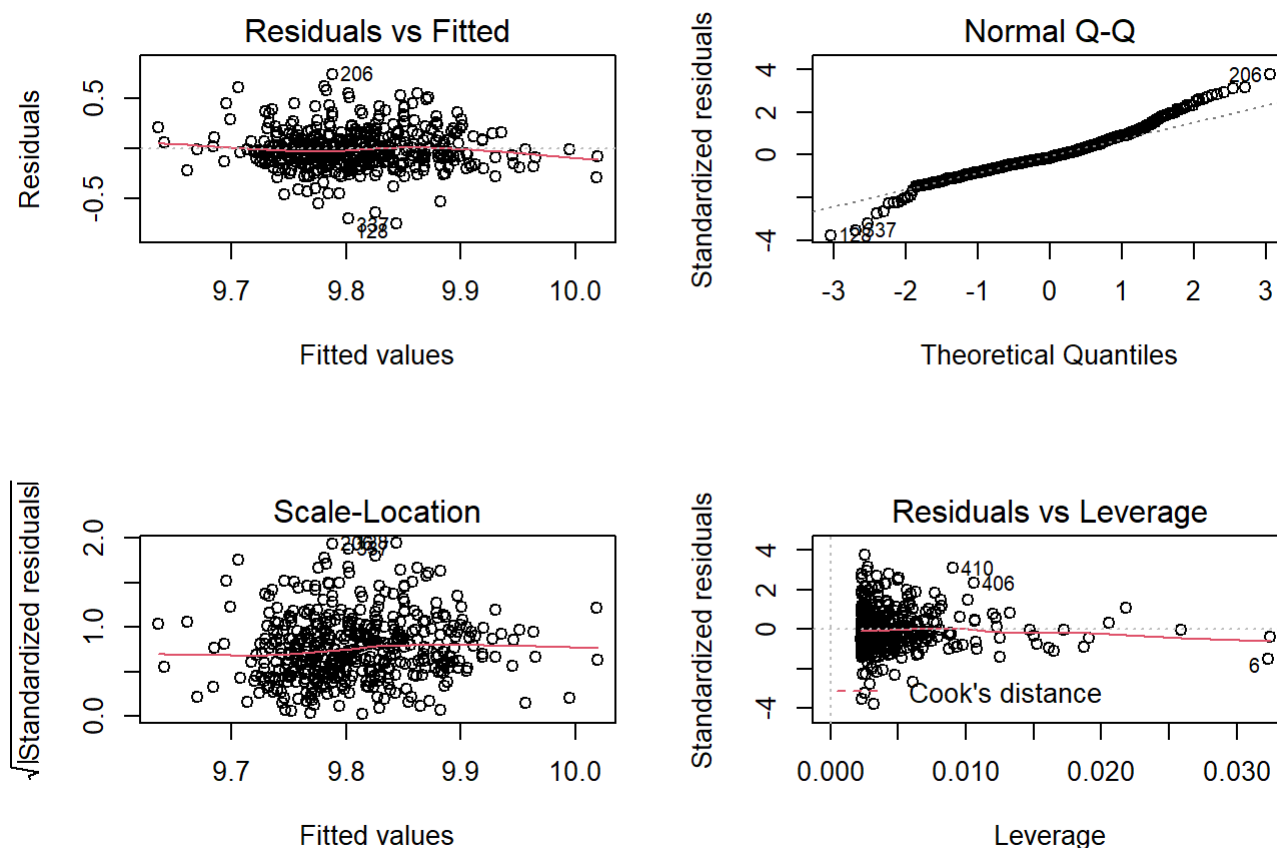 Residuals vs Fitted
Residuals
0.5
-0.5
206
337
128
9.7 9.8 9.9 10.0
Fitted values
Normal Q-Q
Standardized residuals
4
2
0
-4
206
128
337
-3 -2 -1 0 1 2 3
Theoretical Quantiles
Scale-Location
√|Standardized residuals|
2.0
1.0
0.0
206
337
9.7 9.8 9.9 10.0
Fitted values
Residuals vs Leverage
Standardized residuals
4
2
0
-4
410
406
6
Cook's distance
0.000 0.010 0.020 0.030
Leverage